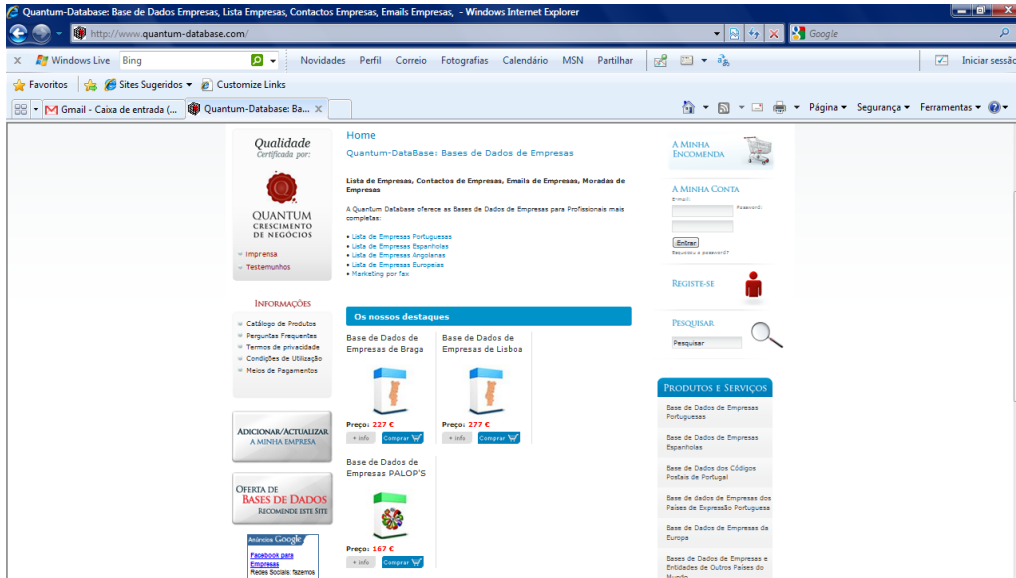 Quantum-Database: Base de Dados Empresas, Lista Empresas, Contactos Empresas, Emails Empresas, - Windows Internet Explorer
http://www.quantum-database.com/
Google
x Windows Live Bing Novidades Perfil Correio Fotografias Calendário MSN Partilhar Iniciar sessão
Favoritos Sites Sugeridos Customize Links
Gmail - Caixa de entrada (... Quantum-Database: Ba... X Página Segurança Ferramentas
Qualidade
Certificada por:
QUANTUM
CRESCIMENTO
DE NEGÓCIOS
Imprensa
Testemunhos
INFORMAÇÕES
Catálogo de Produtos
Perguntas Frequentes
Termos de privacidade
Condições de Utilização
Meios de Pagamentos
ADICIONAR/ACTUALIZAR
A MINHA EMPRESA
OFERTA DE
BASES DE DADOS
RECOMENDE ISTE SITE
Anúncios Google
Facebook para
Empresas
Redes Sociais: fazemos
Home
Quantum-DataBase: Bases de Dados de Empresas
Lista de Empresas, Contactos de Empresas, Emails de Empresas, Moradas de
Empresas
A Quantum Database oferece as Bases de Dados de Empresas para Profissionais mais
completas:
• Lista de Empresas Portuguesas
• Lista de Empresas Espanholas
• Lista de Empresas Angolanas
• Lista de Empresas Europeias
• Marketing por fax
Os nossos destaques
Base de Dados de
Empresas de Braga
Preço: 227 €
+ info Comprar
Base de Dados de
Empresas de Lisboa
Preço: 277 €
+ info Comprar
Base de Dados de
Empresas PALOP'S
Preço: 167 €
+ info Comprar
A MINHA
ENCOMENDA
A MINHA CONTA
E-mail:
Password:
Entrar
Esqueceu a password?
REGISTE-SE
PESQUISAR
Pesquisar
PRODUTOS E SERVIÇOS
Base de Dados de Empresas
Portuguesas
Base de Dados de Empresas
Espanholas
Base de Dados dos Códigos
Postais de Portugal
Base de dados de Empresas dos
Países de Expressão Portuguesa
Base de Dados de Empresas da
Europa
Bases de Dados de Empresas e
Entidades de Outros Países do
Mundo